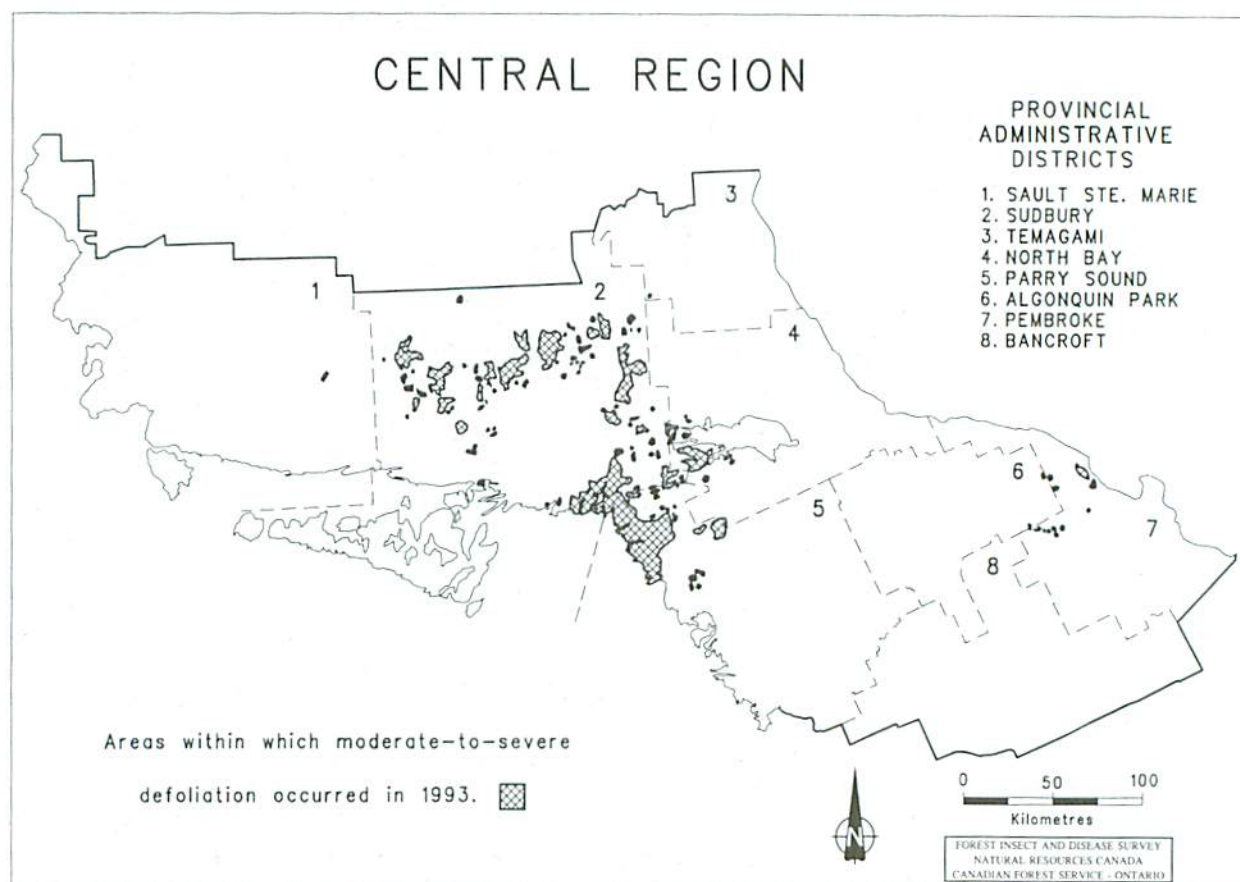 CENTRAL REGION
PROVINCIAL
ADMINISTRATIVE
DISTRICTS
1. SAULT STE. MARIE
2. SUDBURY
3. TEMAGAMI
4. NORTH BAY
5. PARRY SOUND
6. ALGONQUIN PARK
7. PEMBROKE
8. BANCROFT
3
1
2
4
6
5
7
8
Areas within which moderate-to-severe
defoliation occurred in 1993.
N
0 50 100
Kilometres
FOREST INSECT AND DISEASE SURVEY
NATURAL RESOURCES CANADA
CANADIAN FOREST SERVICE - ONTARIO